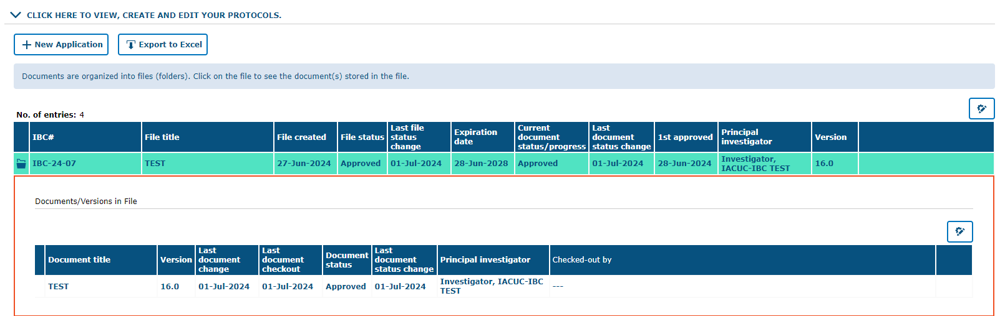 CLICK HERE TO VIEW, CREATE AND EDIT YOUR PROTOCOLS.
New Application Export to Excel
Documents are organized into files (folders). Click on the file to see the document(s) stored in the file.
No. of entries: 4
IBC# File title File created File status Last file status change Expiration date Current document status/progress Last document status change 1st approved Principal investigator Version
IBC-24-07 TEST 27-Jun-2024 Approved 01-Jul-2024 28-Jun-2028 Approved 01-Jul-2024 28-Jun-2024 Investigator, IACUC-IBC TEST 16.0
Documents/Versions in File
Document title Version Last document change Last document checkout Document status Last document status change Principal investigator Checked-out by
TEST 16.0 01-Jul-2024 01-Jul-2024 Approved 01-Jul-2024 Investigator, IACUC-IBC TEST ---